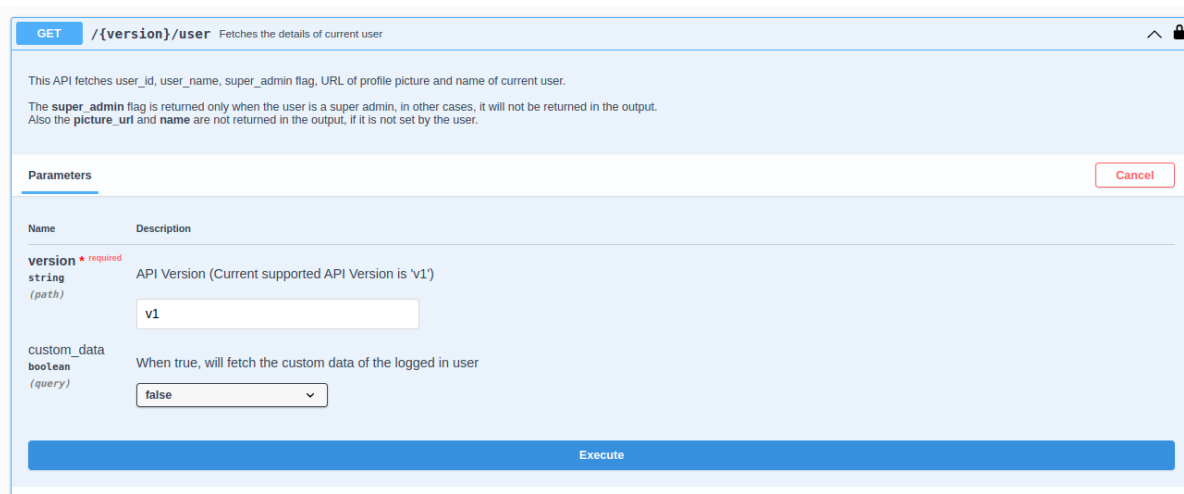 GET /{version}/user Fetches the details of current user
This API fetches user_id, user_name, super_admin flag, URL of profile picture and name of current user.
The super_admin flag is returned only when the user is a super admin, in other cases, it will not be returned in the output.
Also the picture_url and name are not returned in the output, if it is not set by the user.
Parameters
Cancel
Name Description
version * required
string
(path)
API Version (Current supported API Version is 'v1')
v1
custom_data
boolean
(query)
When true, will fetch the custom data of the logged in user
false
Execute